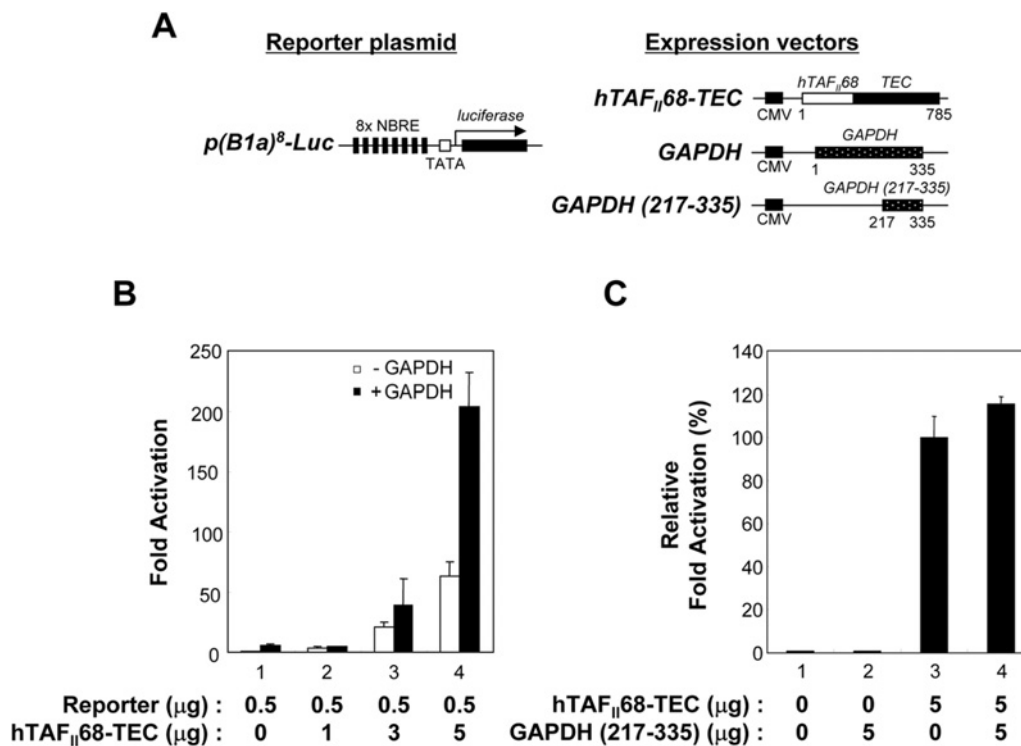 A
Reporter plasmid
p(B1a)⁸-Luc
8x NBRE
luciferase
TATA
Expression vectors
hTAF_II68-TEC
hTAF_II68 TEC
CMV 1 785
GAPDH
GAPDH
CMV 1 335
GAPDH (217-335)
GAPDH (217-335)
CMV 217 335
B
Fold Activation
250
200
150
100
50
0
- GAPDH
+ GAPDH
1 2 3 4
Reporter (μg) : 0.5 0.5 0.5 0.5
hTAF_II68-TEC (μg) : 0 1 3 5
C
Relative
Fold Activation (%)
140
120
100
80
60
40
20
0
1 2 3 4
hTAF_II68-TEC (μg) : 0 0 5 5
GAPDH (217-335) (μg) : 0 5 0 5